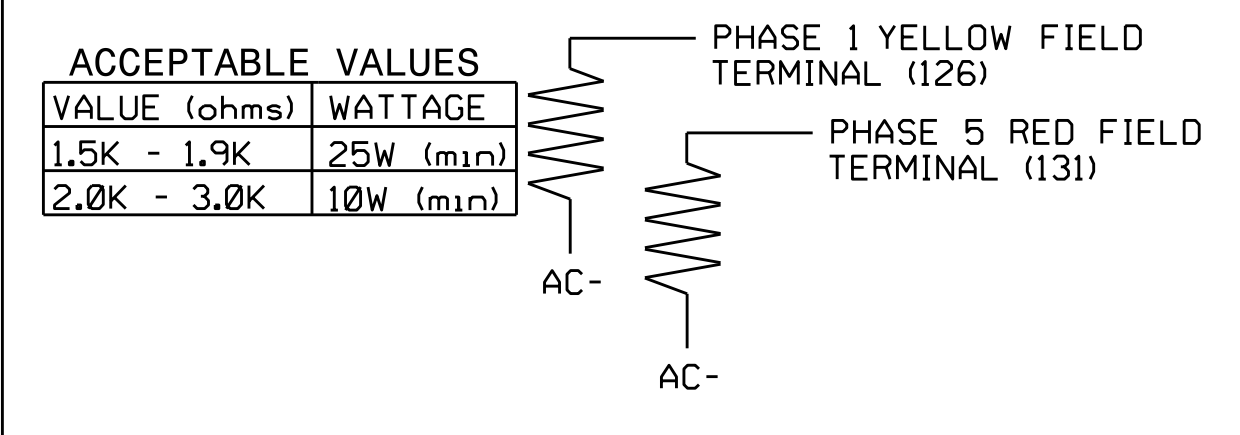 ACCEPTABLE VALUES
VALUE (ohms) WATTAGE
1.5K - 1.9K 25W (min)
2.0K - 3.0K 10W (min)
PHASE 1 YELLOW FIELD
TERMINAL (126)
AC-
PHASE 5 RED FIELD
TERMINAL (131)
AC-